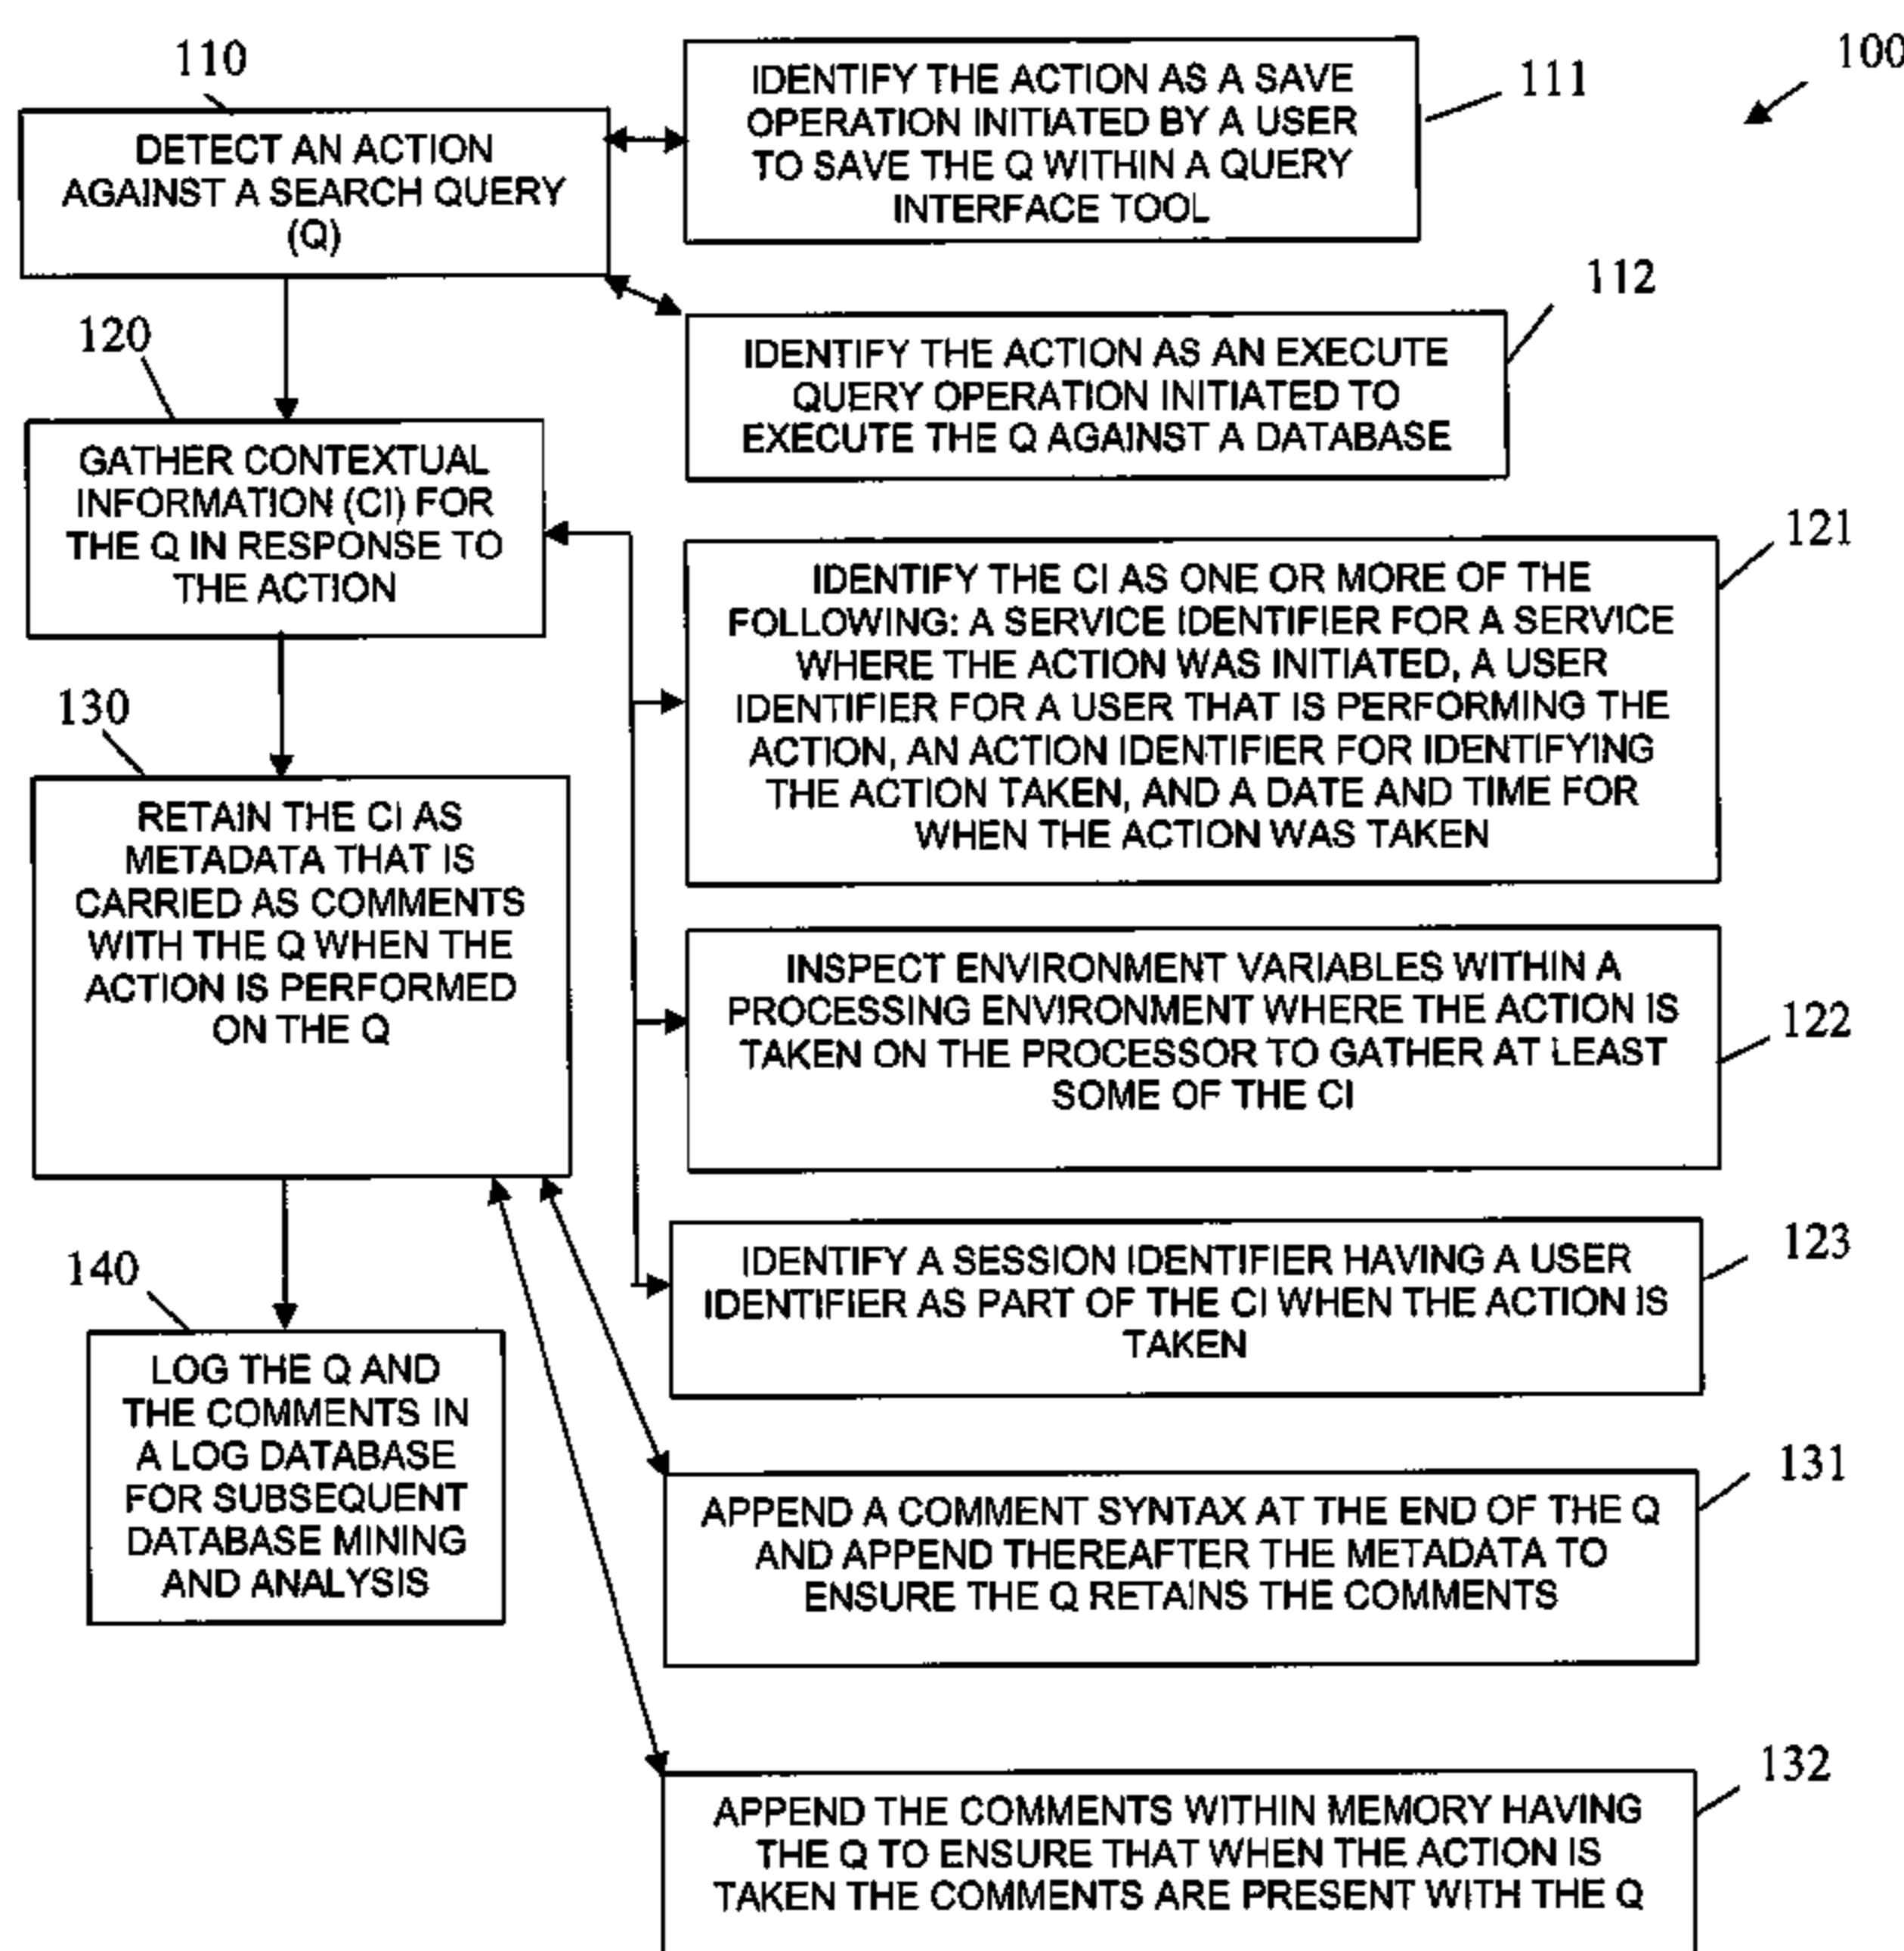 100
110
DETECT AN ACTION
AGAINST A SEARCH QUERY
(Q)
111
IDENTIFY THE ACTION AS A SAVE
OPERATION INITIATED BY A USER
TO SAVE THE Q WITHIN A QUERY
INTERFACE TOOL
112
IDENTIFY THE ACTION AS AN EXECUTE
QUERY OPERATION INITIATED TO
EXECUTE THE Q AGAINST A DATABASE
120
GATHER CONTEXTUAL
INFORMATION (CI) FOR
THE Q IN RESPONSE TO
THE ACTION
121
IDENTIFY THE CI AS ONE OR MORE OF THE
FOLLOWING: A SERVICE IDENTIFIER FOR A SERVICE
WHERE THE ACTION WAS INITIATED, A USER
IDENTIFIER FOR A USER THAT IS PERFORMING THE
ACTION, AN ACTION IDENTIFIER FOR IDENTIFYING
THE ACTION TAKEN, AND A DATE AND TIME FOR
WHEN THE ACTION WAS TAKEN
122
INSPECT ENVIRONMENT VARIABLES WITHIN A
PROCESSING ENVIRONMENT WHERE THE ACTION IS
TAKEN ON THE PROCESSOR TO GATHER AT LEAST
SOME OF THE CI
123
IDENTIFY A SESSION IDENTIFIER HAVING A USER
IDENTIFIER AS PART OF THE CI WHEN THE ACTION IS
TAKEN
130
RETAIN THE CI AS
METADATA THAT IS
CARRIED AS COMMENTS
WITH THE Q WHEN THE
ACTION IS PERFORMED
ON THE Q
131
APPEND A COMMENT SYNTAX AT THE END OF THE Q
AND APPEND THEREAFTER THE METADATA TO
ENSURE THE Q RETAINS THE COMMENTS
132
APPEND THE COMMENTS WITHIN MEMORY HAVING
THE Q TO ENSURE THAT WHEN THE ACTION IS
TAKEN THE COMMENTS ARE PRESENT WITH THE Q
140
LOG THE Q AND
THE COMMENTS IN
A LOG DATABASE
FOR SUBSEQUENT
DATABASE MINING
AND ANALYSIS